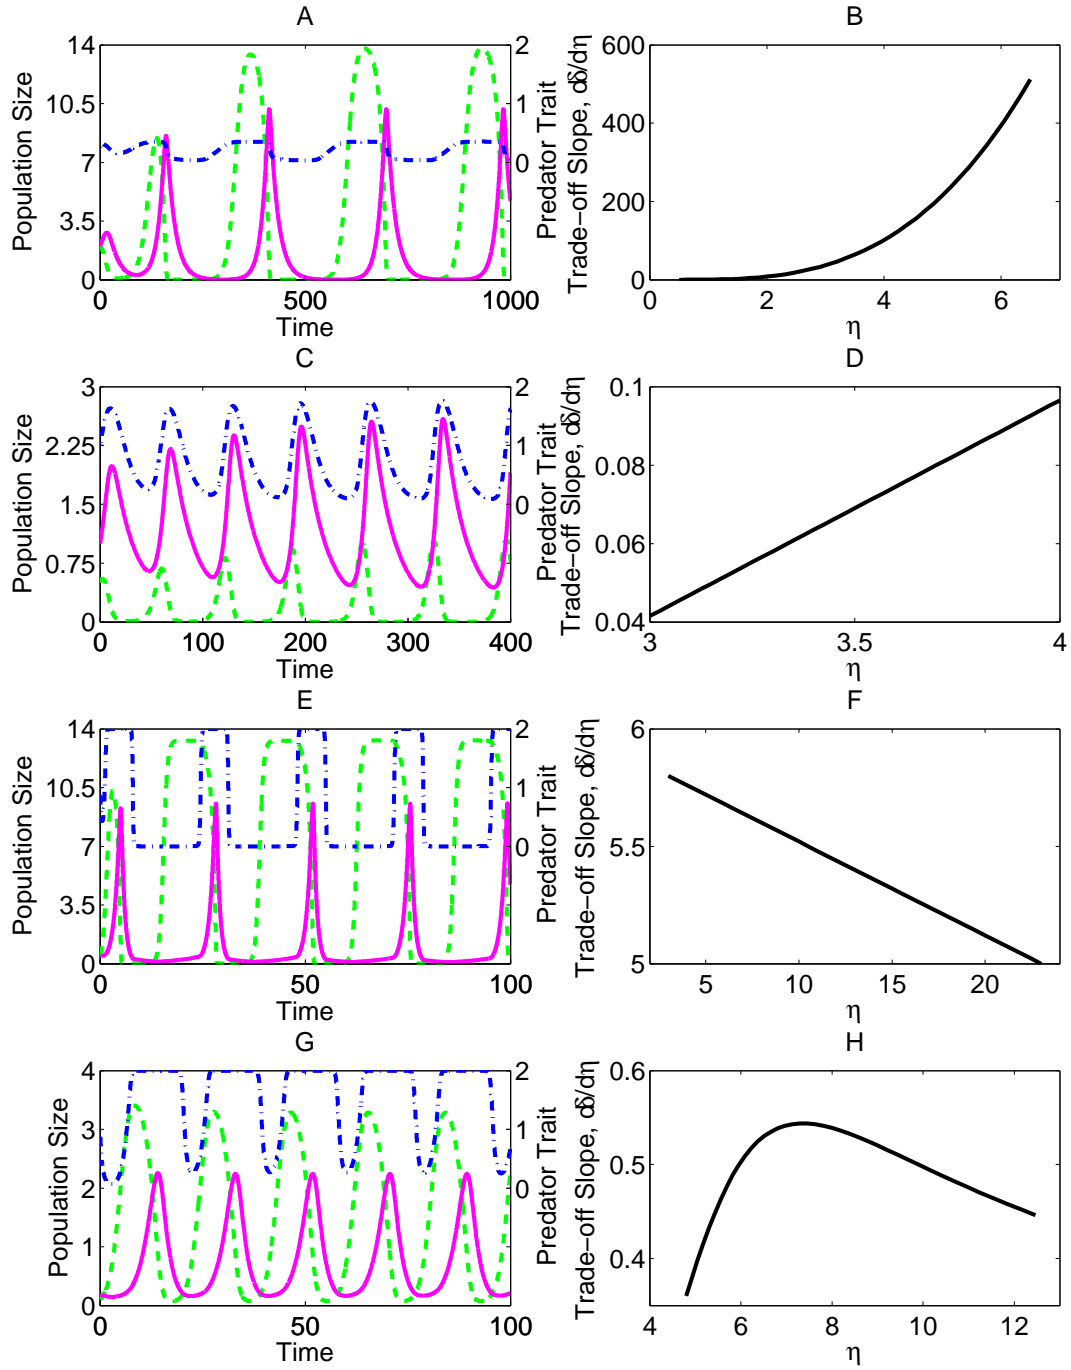 A
B
14
10.5
7
3.5
0
Population Size
2
1
0
Predator Trait
0
500
1000
Time
600
400
200
0
Trade−off Slope, dδ/dη
0
2
4
6
η
C
D
3
2.25
1.5
0.75
0
Population Size
2
1
0
Predator Trait
0
100
200
300
400
Time
0.1
0.08
0.06
0.04
Trade−off Slope, dδ/dη
3
3.5
4
η
E
F
14
10.5
7
3.5
0
Population Size
2
1
0
Predator Trait
0
50
100
Time
6
5.5
5
Trade−off Slope, dδ/dη
5
10
15
20
η
G
H
4
3
2
1
0
Population Size
2
1
0
Predator Trait
0
50
100
Time
0.6
0.5
0.4
Trade−off Slope, dδ/dη
4
6
8
10
12
η